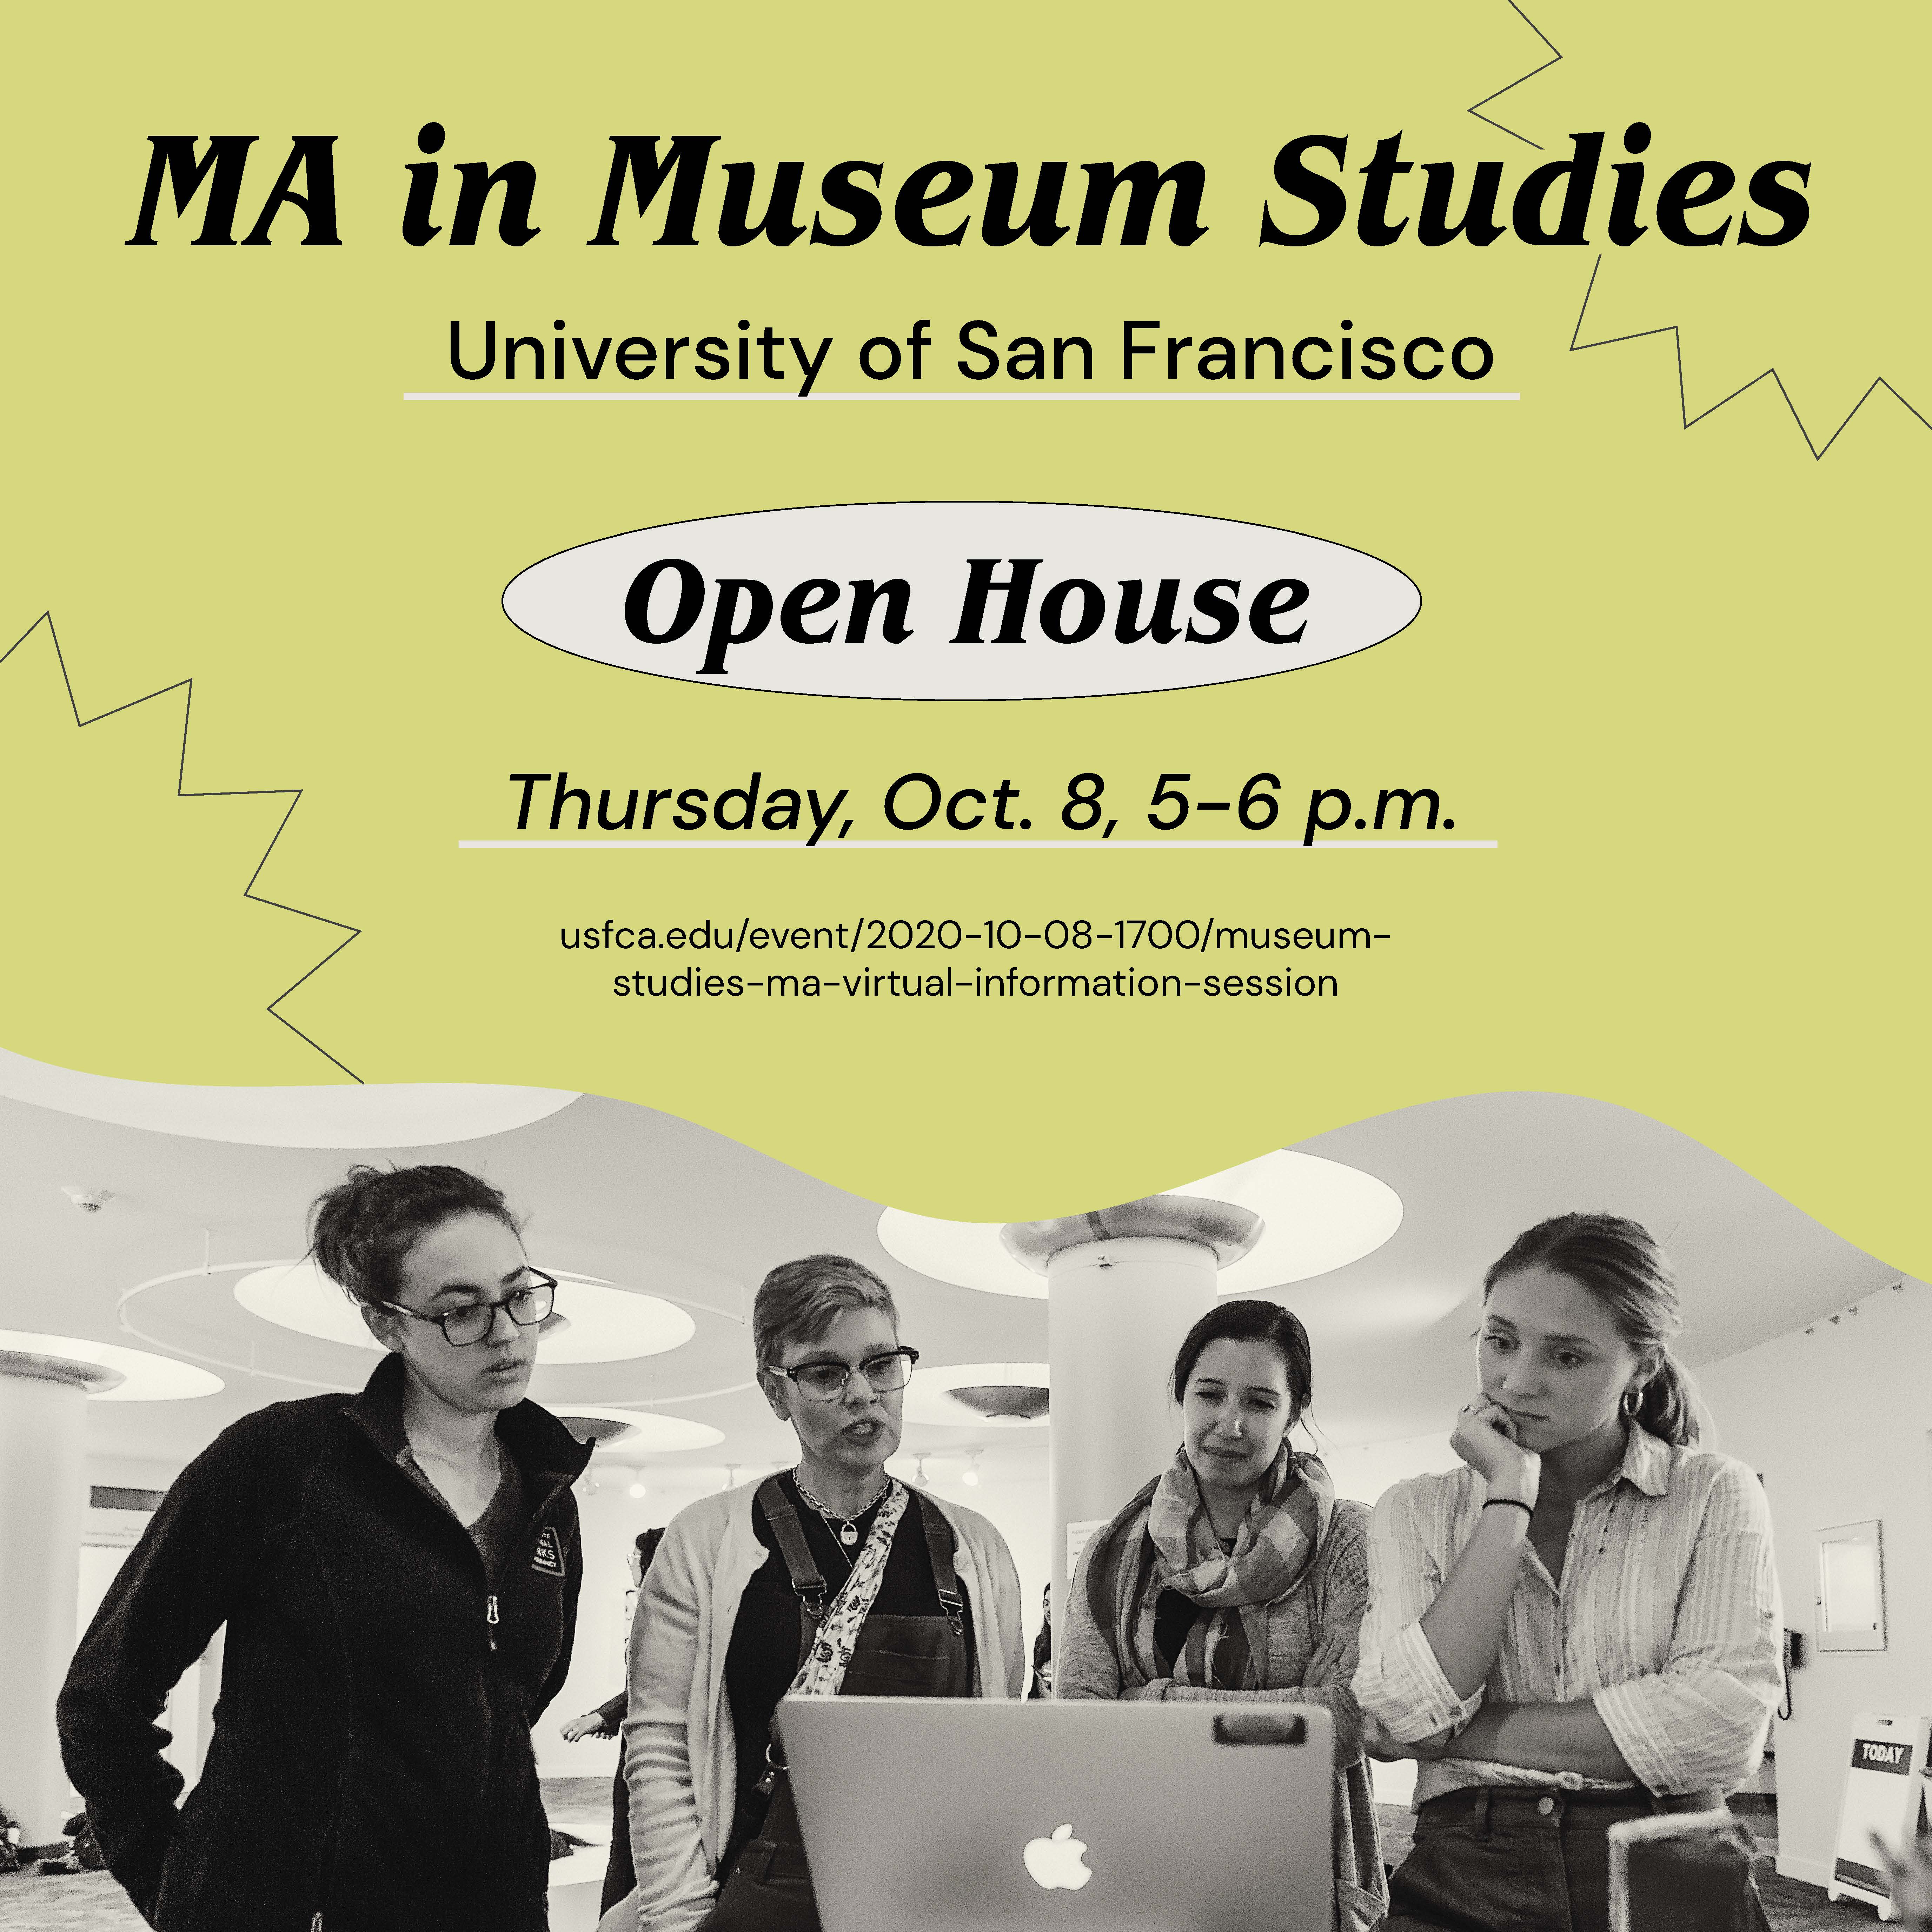 MA in Museum Studies
University of San Francisco
Open House
Thursday, Oct. 8, 5–6 p.m.
usfca.edu/event/2020-10-08-1700/museum-
studies-ma-virtual-information-session
TODAY